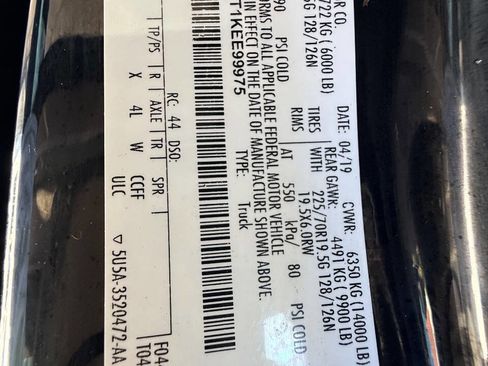 R CO.
DATE: 04/19 GVWR: 6350 KG (14000 LB)
722 KG (6000 LB) REAR GAWR: 4491 KG (9900 LB)
5G 128/126N TIRES WITH 225/70R19.5G 128/126N
RIMS 19.5X6.0RW
PSI COLD AT 550 kPa/ 80 PSI COLD
ORMS TO ALL APPLICABLE FEDERAL MOTOR VEHICLE
IN EFFECT ON THE DATE OF MANUFACTURE SHOWN ABOVE.
T1KEE99975 TYPE: Truck
RC: 44 DSO:
TP/PS R AXLE TR SPR
X 4L W CCFF
ULC
▽ 5U5A-3520472-AA
F04
T04